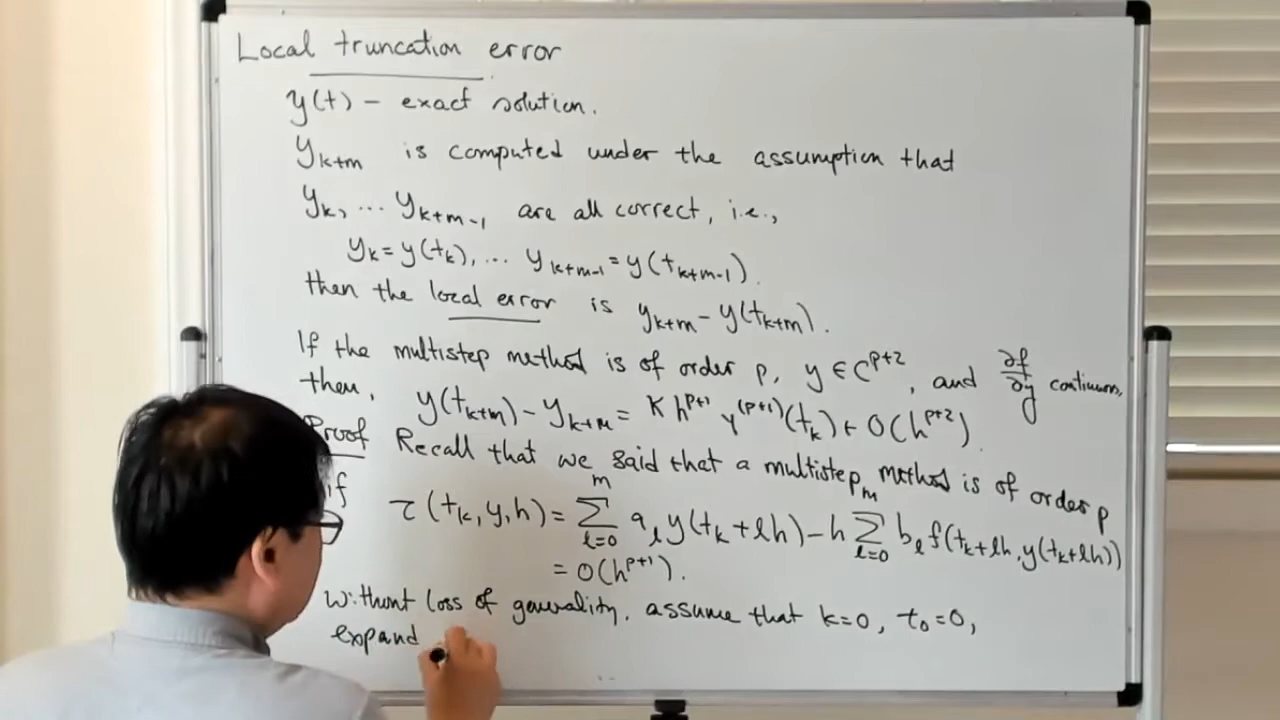 Local truncation error
y(t) – exact solution.
y_{k+m} is computed under the assumption that
y_k, ... y_{k+m-1} are all correct, i.e.,
y_k = y(t_k), ... y_{k+m-1} = y(t_{k+m-1}).
then the local error is y_{k+m} - y(t_{k+m}).
If the multistep method is of order p, y ∈ C^{p+2}, and ∂f/∂y continuous,
then, y(t_{k+m}) - y_{k+m} = K h^{p+1} y^{(p+1)}(t_k) + O(h^{p+2}).
Proof Recall that we said that a multistep method is of order p
if τ(t_k, y, h) = ∑_{l=0}^{m} a_l y(t_k + lh) - h ∑_{l=0}^{m} b_l f(t_k + lh, y(t_k + lh))
= O(h^{p+1}).
Without loss of generality, assume that k=0, t_0=0,
expand